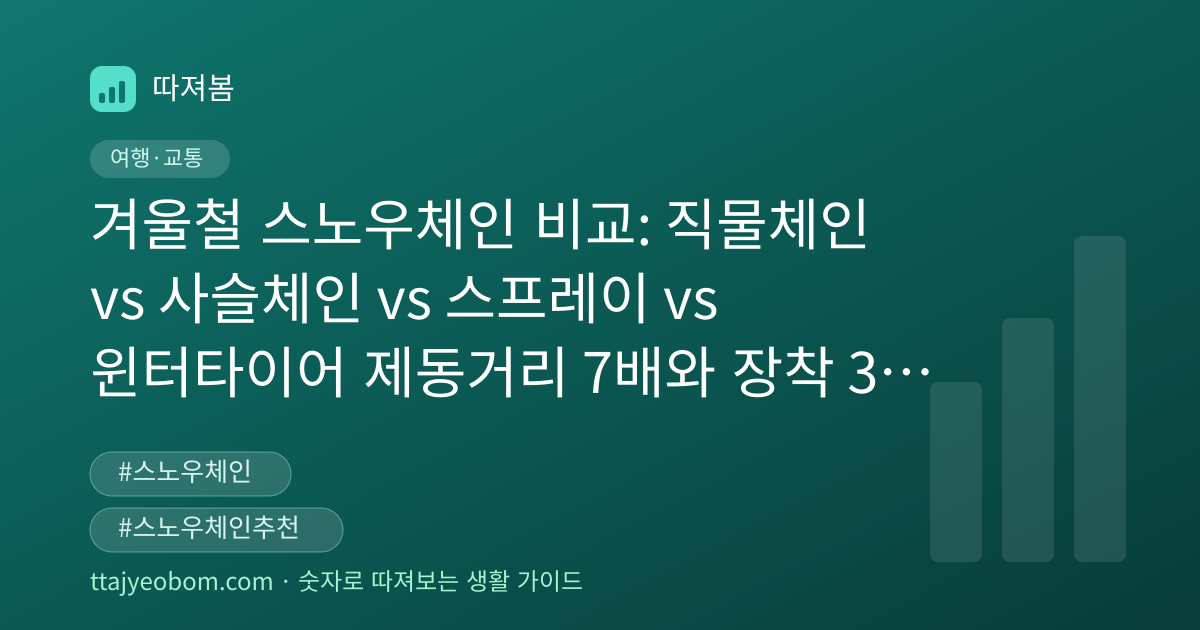 따져봄
여행·교통
겨울철 스노우체인 비교: 직물체인
vs 사슬체인 vs 스프레이 vs
윈터타이어 제동거리 7배와 장착 3…
#스노우체인
#스노우체인추천
ttajyeobom.com · 숫자로 따져보는 생활 가이드